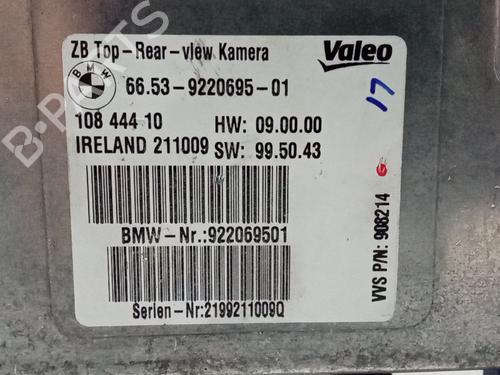 ZB Top-Rear-view Kamera
Valeo
BMW
66.53-9220695-01
108 444 10 HW: 09.00.00
IRELAND 211009 SW: 99.50.43
17
BMW-Nr.:922069501
VVS P/N: 908214
Serien-Nr:2199211009Q
B-PARTS